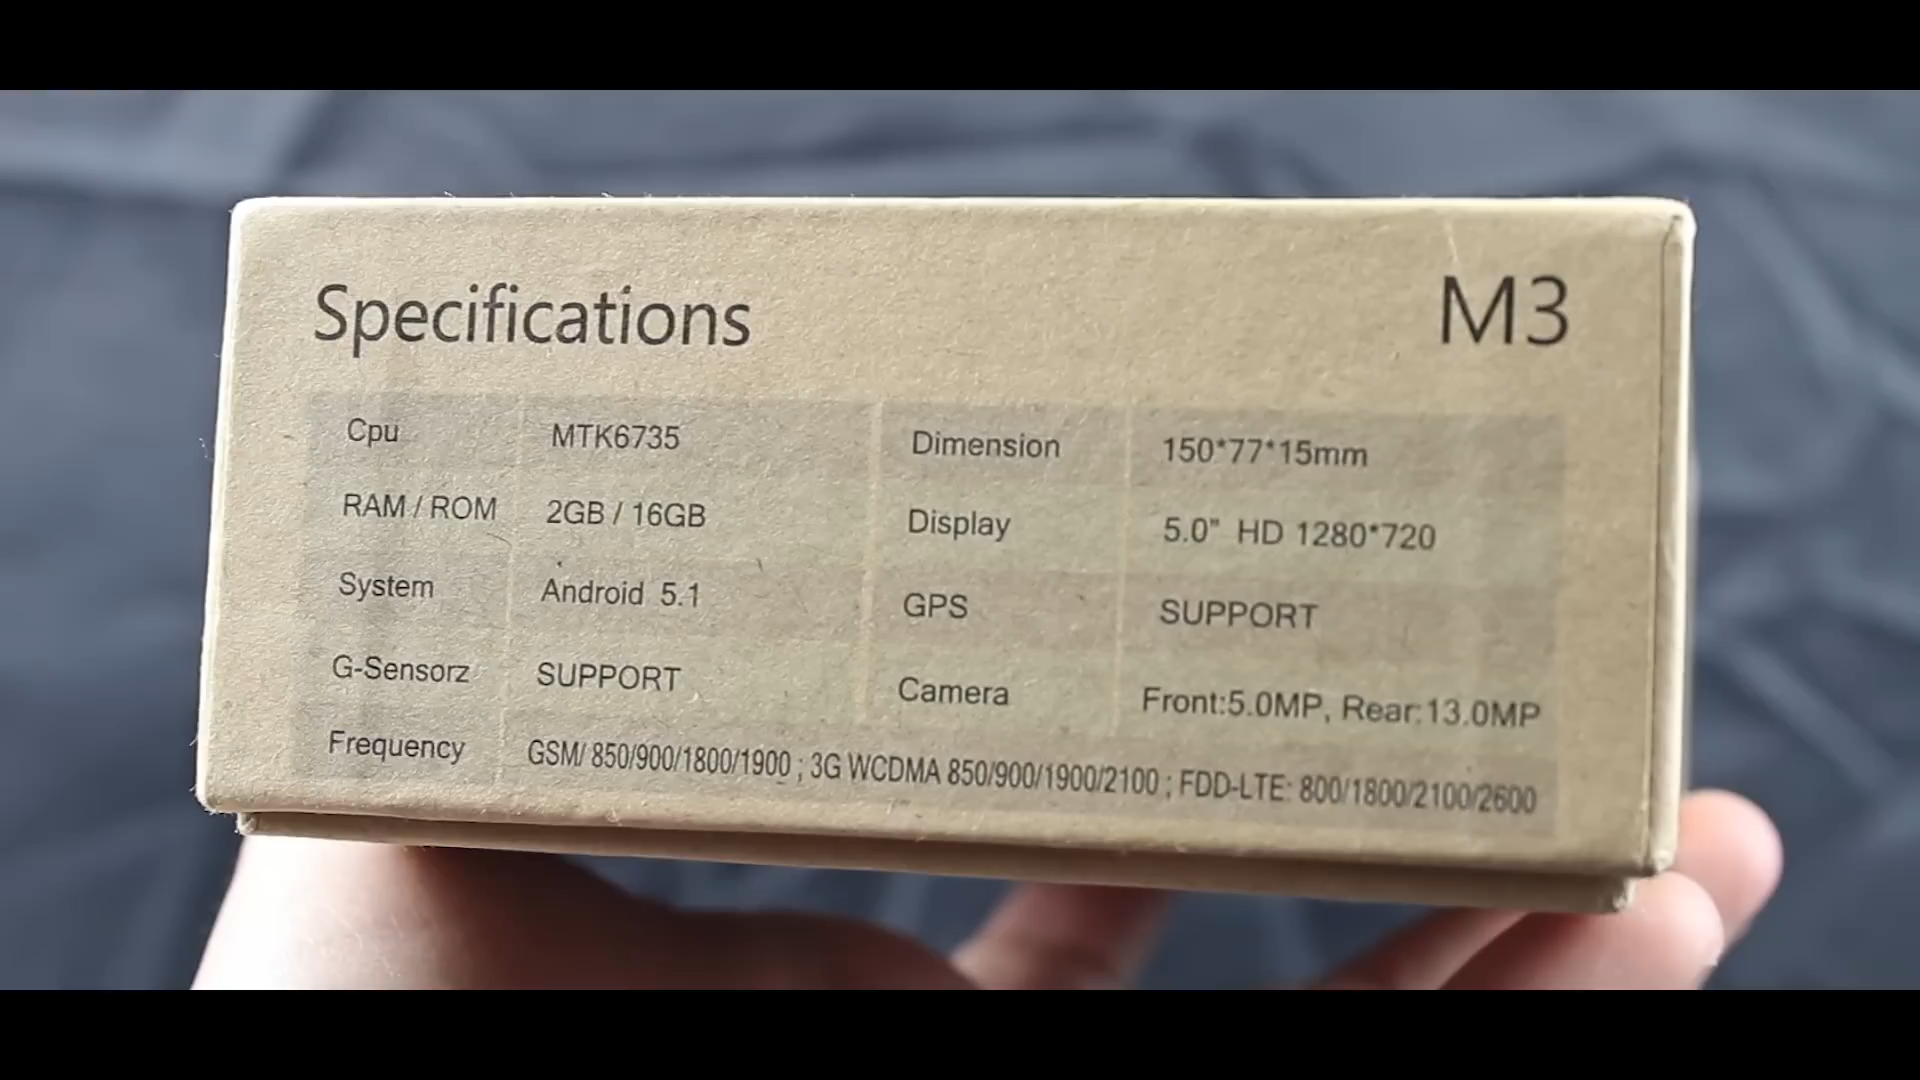 Specifications M3
Cpu MTK6735 Dimension 150*77*15mm
RAM / ROM 2GB / 16GB Display 5.0" HD 1280*720
System Android 5.1 GPS SUPPORT
G-Sensorz SUPPORT Camera Front:5.0MP, Rear:13.0MP
Frequency GSM/ 850/900/1800/1900 ; 3G WCDMA 850/900/1900/2100 ; FDD-LTE: 800/1800/2100/2600